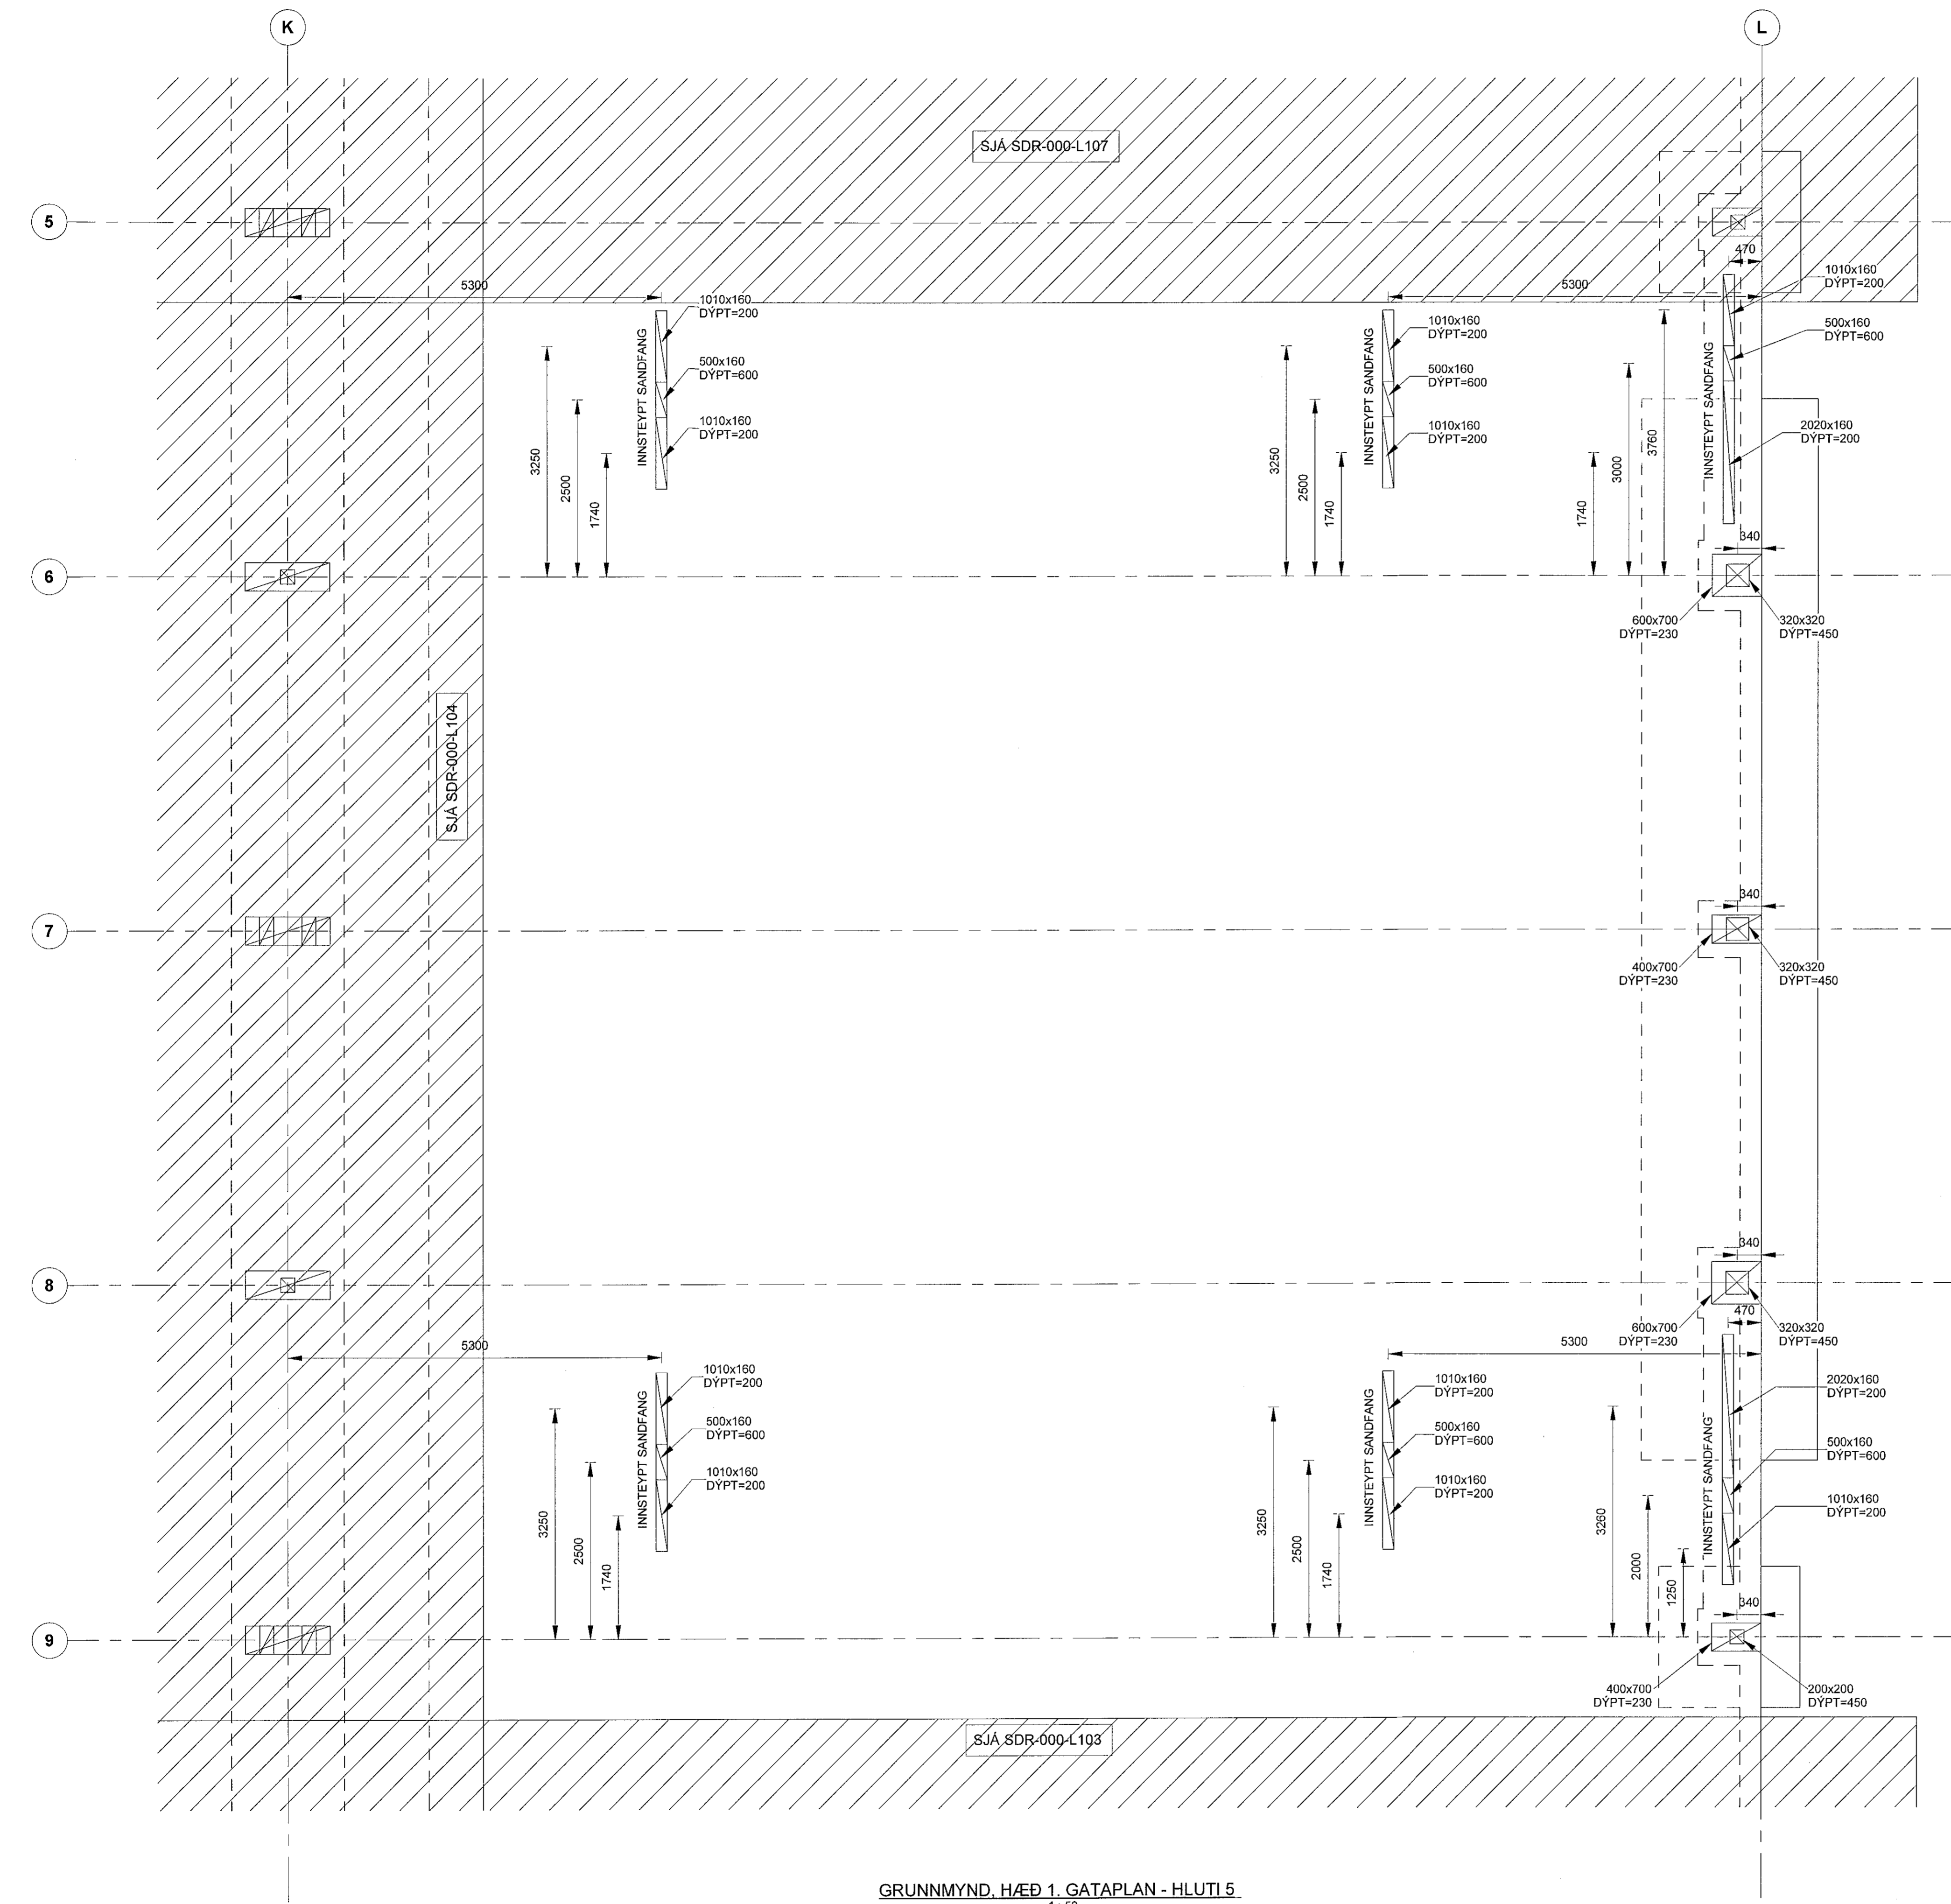 K
L
SJÁ SDR-000-L107
5
470
5300
5300
1010x160
DÝPT=200
500x160
DÝPT=600
1010x160
DÝPT=200
INNSTEYPT SANDFANG
500x160
DÝPT=600
1010x160
DÝPT=200
3250
2500
1740
1010x160
DÝPT=200
INNSTEYPT SANDFANG
500x160
DÝPT=600
1010x160
DÝPT=200
3250
2500
1740
INNSTEYPT SANDFANG
2020x160
DÝPT=200
3760
3000
1740
340
6
600x700
DÝPT=230
320x320
DÝPT=450
SJÁ SDR-000-L104
340
7
400x700
DÝPT=230
320x320
DÝPT=450
340
8
470
600x700
DÝPT=230
320x320
DÝPT=450
5300
5300
1010x160
DÝPT=200
INNSTEYPT SANDFANG
500x160
DÝPT=600
1010x160
DÝPT=200
3250
2500
1740
1010x160
DÝPT=200
INNSTEYPT SANDFANG
500x160
DÝPT=600
1010x160
DÝPT=200
3250
2500
1740
2020x160
DÝPT=200
INNSTEYPT SANDFANG
500x160
DÝPT=600
1010x160
DÝPT=200
3260
2000
1250
340
9
400x700
DÝPT=230
200x200
DÝPT=450
SJÁ SDR-000-L103
GRUNNMYND, HÆÐ 1. GATAPLAN - HLUTI 5